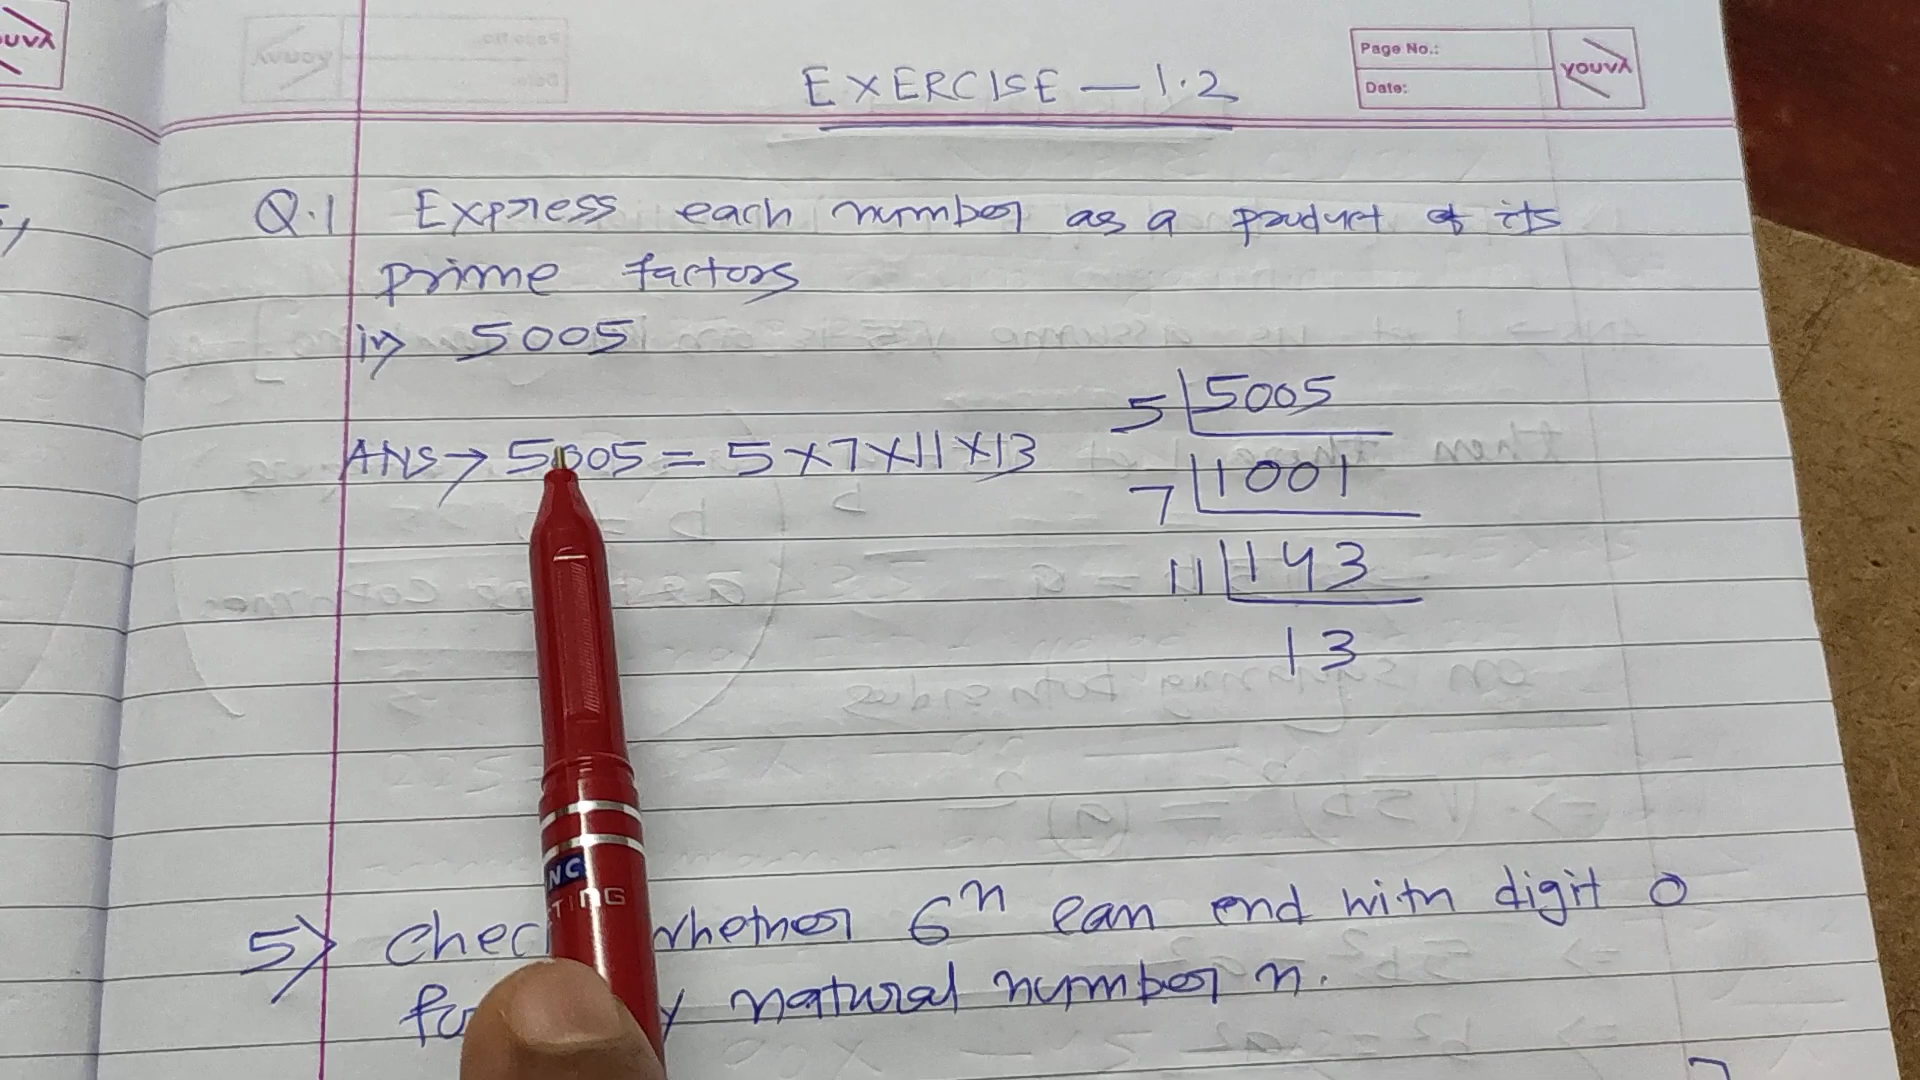 Page No.:
Date:
YOUVA
EXERCISE – 1.2
Q.1 Express each number as a product of its
prime factors
iv> 5005
ANS → 5005 = 5×7×11×13
5 5005
7 1001
11 143
13
5> Check whether 6ⁿ can end with digit 0
natural number n.